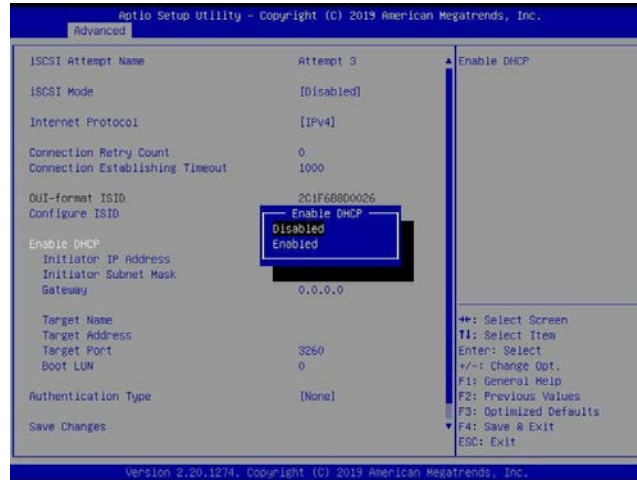 Aptio Setup Utility - Copyright (C) 2019 American Megatrends, Inc.
Advanced
iSCSI Attempt Name Attempt 3
iSCSI Mode [Disabled]
Internet Protocol [IPv4]
Connection Retry Count 0
Connection Establishing Timeout 1000
OUI-format ISID 2C1F6B8D0026
Configure ISID
Enable DHCP
Initiator IP Address
Initiator Subnet Mask
Gateway 0.0.0.0
Target Name
Target Address
Target Port 3260
Boot LUN 0
Authentication Type [None]
Save Changes
Enable DHCP
Disabled
Enabled
Enable DHCP
→←: Select Screen
↑↓: Select Item
Enter: Select
+/-: Change Opt.
F1: General Help
F2: Previous Values
F3: Optimized Defaults
F4: Save & Exit
ESC: Exit
Version 2.20.1274. Copyright (C) 2019 American Megatrends, Inc.